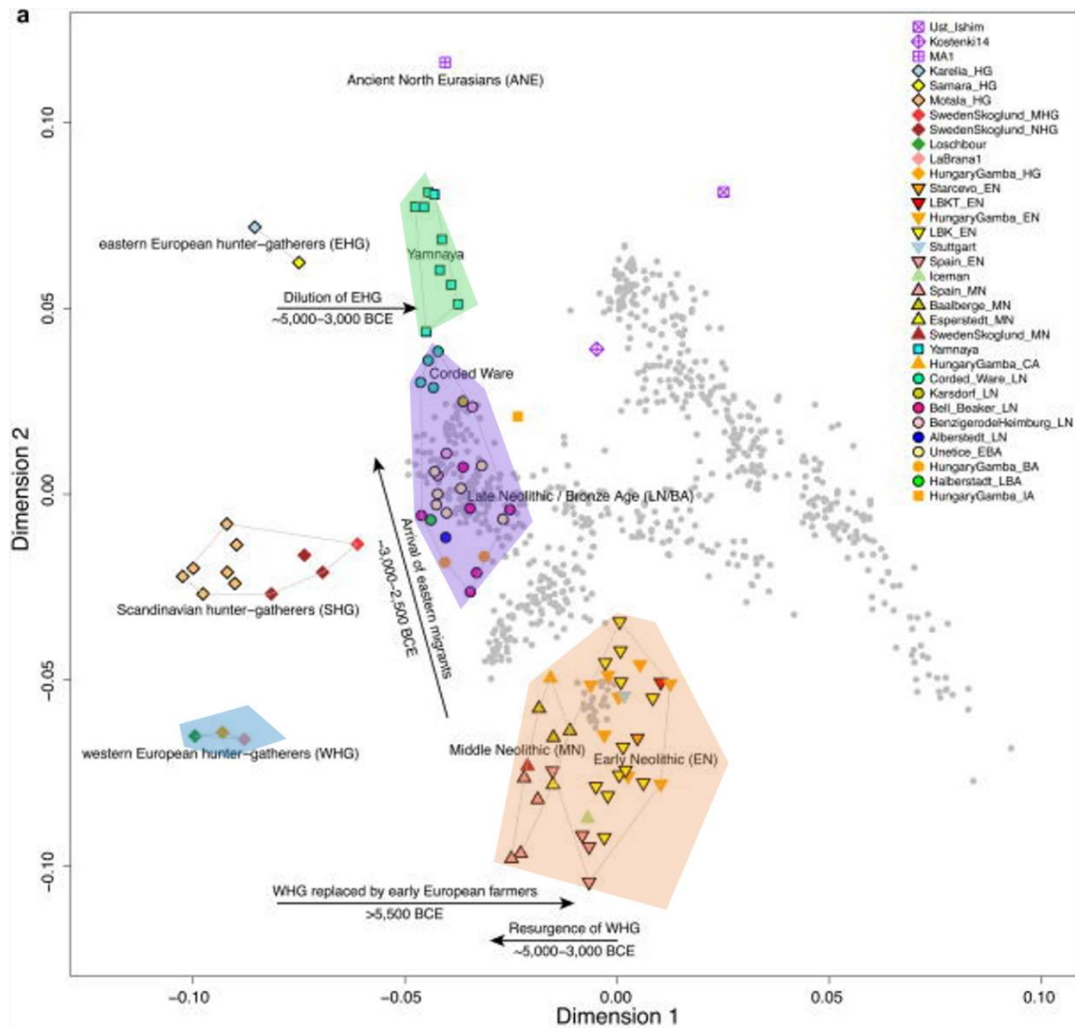 a
Ancient North Eurasians (ANE)
eastern European hunter–gatherers (EHG)
Yamnaya
Dilution of EHG
~5,000–3,000 BCE
Corded Ware
Late Neolithic / Bronze Age (LN/BA)
Arrival of eastern migrants
~3,000–2,500 BCE
Scandinavian hunter–gatherers (SHG)
western European hunter–gatherers (WHG)
Middle Neolithic (MN)
Early Neolithic (EN)
WHG replaced by early European farmers
>5,500 BCE
Resurgence of WHG
~5,000–3,000 BCE
Ust_Ishim
Kostenki14
MA1
Karelia_HG
Samara_HG
Motala_HG
SwedenSkoglund_MHG
SwedenSkoglund_NHG
Loschbour
LaBrana1
HungaryGamba_HG
Starcevo_EN
LBKT_EN
HungaryGamba_EN
LBK_EN
Stuttgart
Spain_EN
Iceman
Spain_MN
Baalberge_MN
Esperstedt_MN
SwedenSkoglund_MN
Yamnaya
HungaryGamba_CA
Corded_Ware_LN
Karsdorf_LN
Bell_Beaker_LN
BenzigerodeHeimburg_LN
Alberstedt_LN
Unetice_EBA
HungaryGamba_BA
Halberstadt_LBA
HungaryGamba_IA
Dimension 2
0.10
0.05
0.00
−0.05
−0.10
−0.10
−0.05
0.00
0.05
0.10
Dimension 1